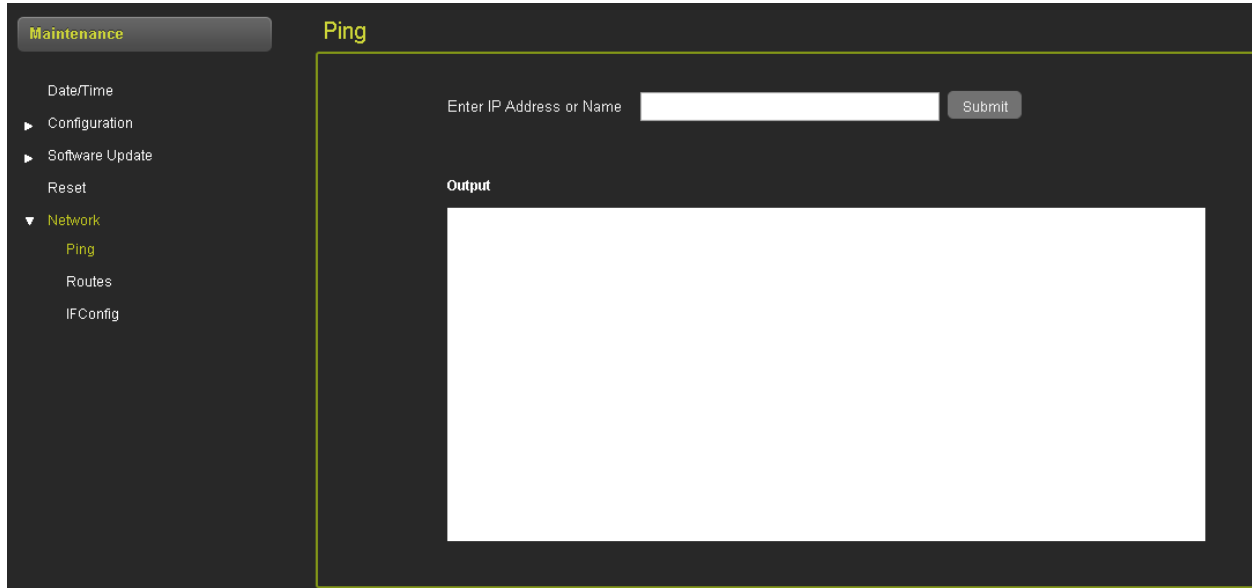 Maintenance
Date/Time
Configuration
Software Update
Reset
Network
Ping
Routes
IFConfig
Ping
Enter IP Address or Name
Submit
Output